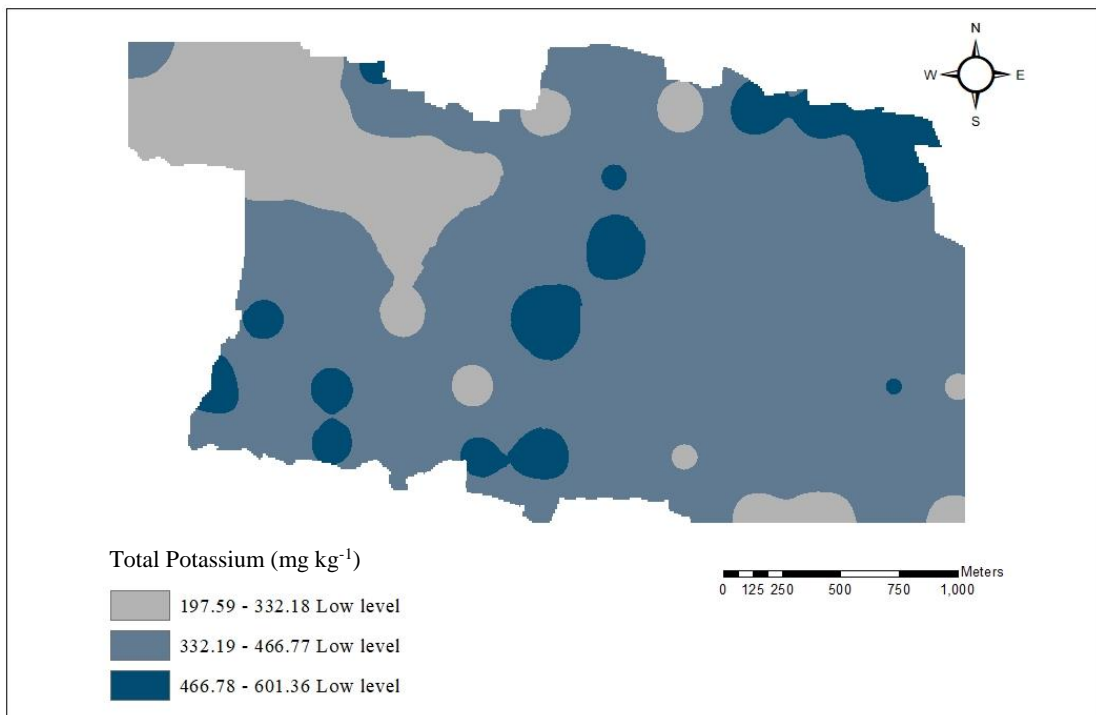 N
W E
S
Total Potassium (mg kg-1)
197.59 - 332.18 Low level
332.19 - 466.77 Low level
466.78 - 601.36 Low level
Meters
0 125 250 500 750 1,000